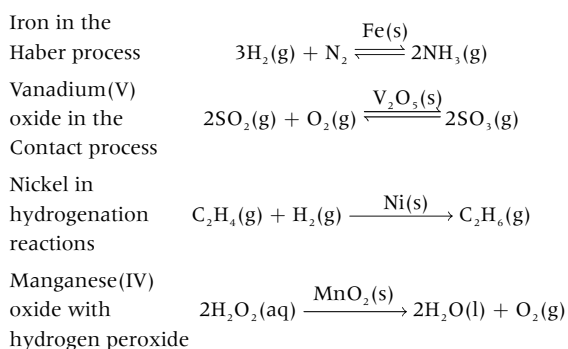 Iron in the
Haber process
Fe(s)
3H₂(g) + N₂ ⇌ 2NH₃(g)
Vanadium(V)
oxide in the
Contact process
V₂O₅(s)
2SO₂(g) + O₂(g) ⇌ 2SO₃(g)
Nickel in
hydrogenation
reactions
Ni(s)
C₂H₄(g) + H₂(g) ⟶ C₂H₆(g)
Manganese(IV)
oxide with
hydrogen peroxide
MnO₂(s)
2H₂O₂(aq) ⟶ 2H₂O(l) + O₂(g)